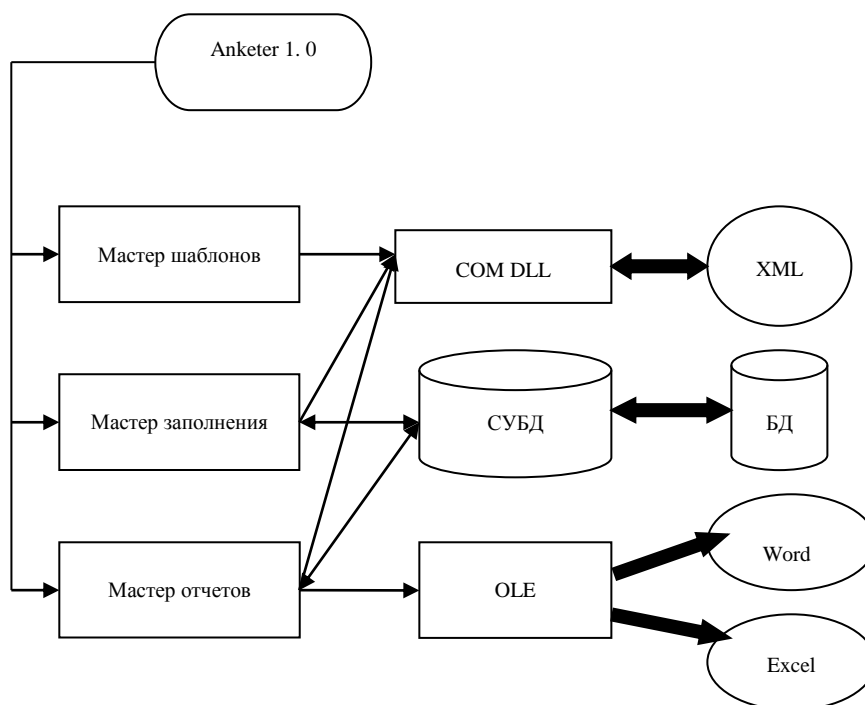 Anketer 1. 0
Мастер шаблонов
COM DLL
XML
Мастер заполнения
СУБД
БД
Мастер отчетов
OLE
Word
Excel